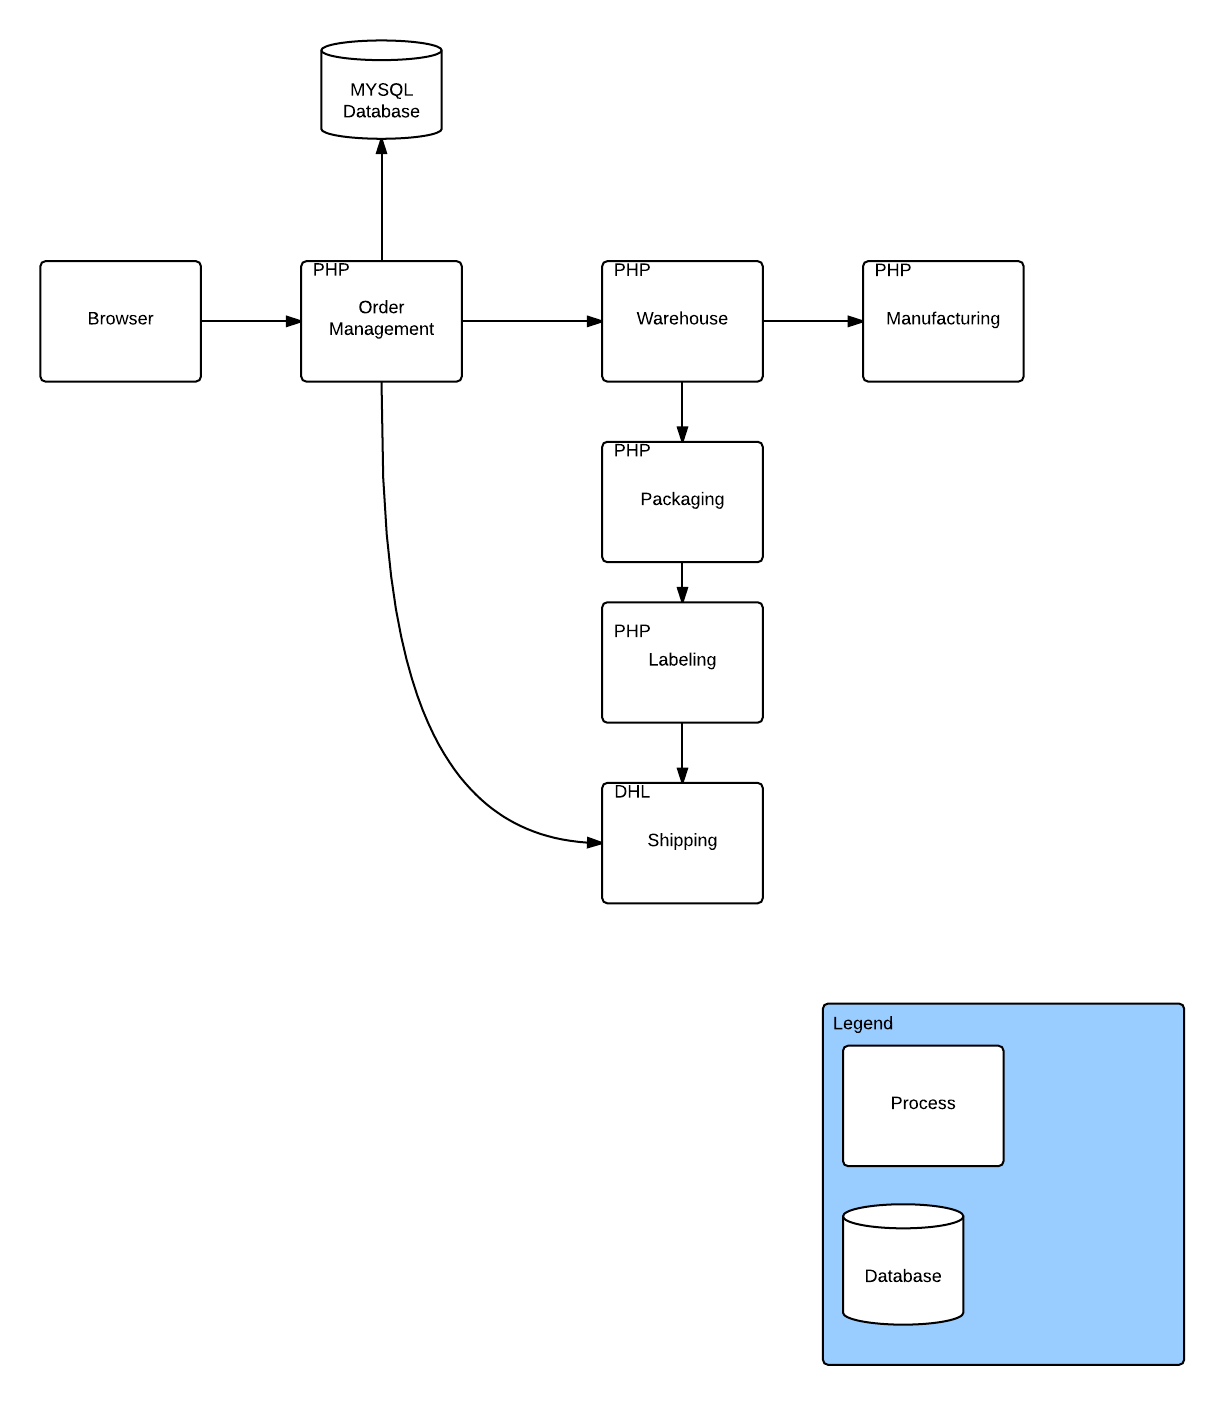 MYSQL
Database
Browser
PHP
Order
Management
PHP
Warehouse
PHP
Manufacturing
PHP
Packaging
PHP
Labeling
DHL
Shipping
Legend
Process
Database